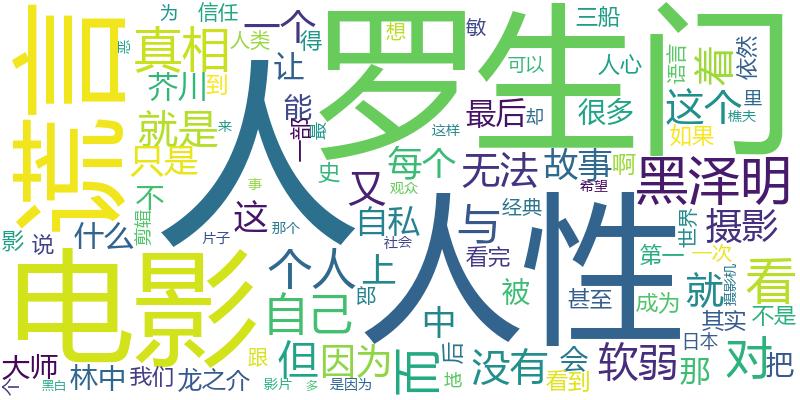 为
信任
一个
罗生门
想
敏
三船
恶
真相
人类
得
可以
人心
语言
着
依然
谎言
芥川
到
让
能
一部
最后
却
很多
这个
里
樵夫
就是
人
最
这样
如果
只是
来
史
每个
无法
故事
啊
黑泽明
不
又
事
观众
希望
剪辑
这
自私
与
经典
世界
摄影
影
说
什么
片子
那个
社会
看完
第一
一次
电影
个人
上
人性
被
就
摄影机
看
郎
甚至
成为
其实
不是
自己
中
日本
大师
但
因为
而
没有
会
软弱
那
对
把
个
林中
我们
龙之介
跟
地
看到
黑白
影片
多
是因为